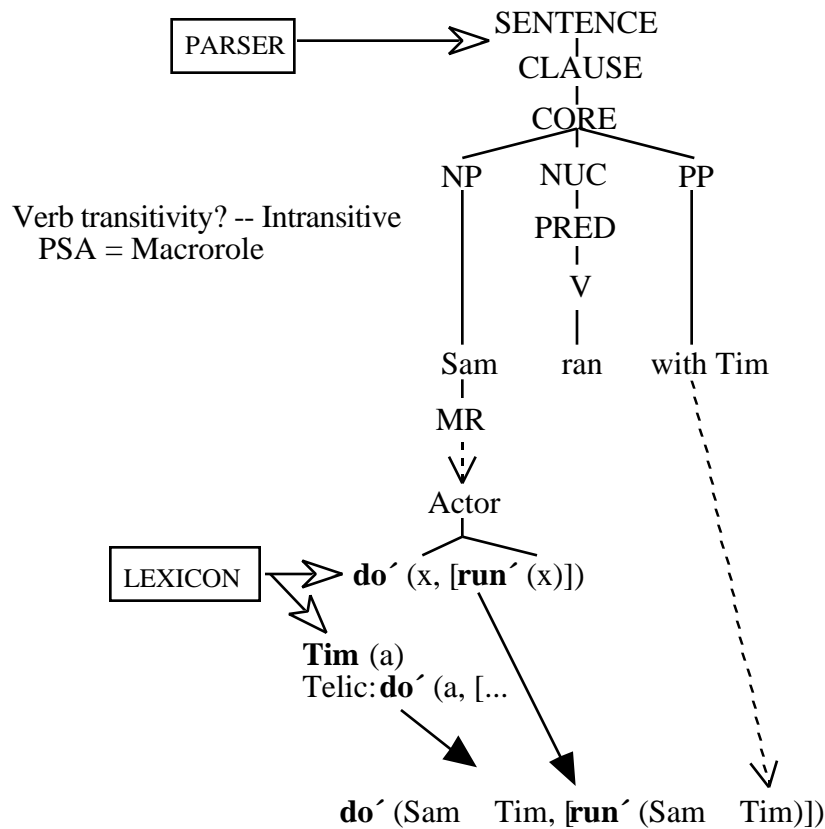 SENTENCE
PARSER
CLAUSE
CORE
NP NUC PP
Verb transitivity? -- Intransitive
PSA = Macrorole
PRED
V
Sam ran with Tim
MR
Actor
LEXICON
do´ (x, [run´ (x)])
Tim (a)
Telic: do´ (a, [...
do´ (Sam Tim, [run´ (Sam Tim)])